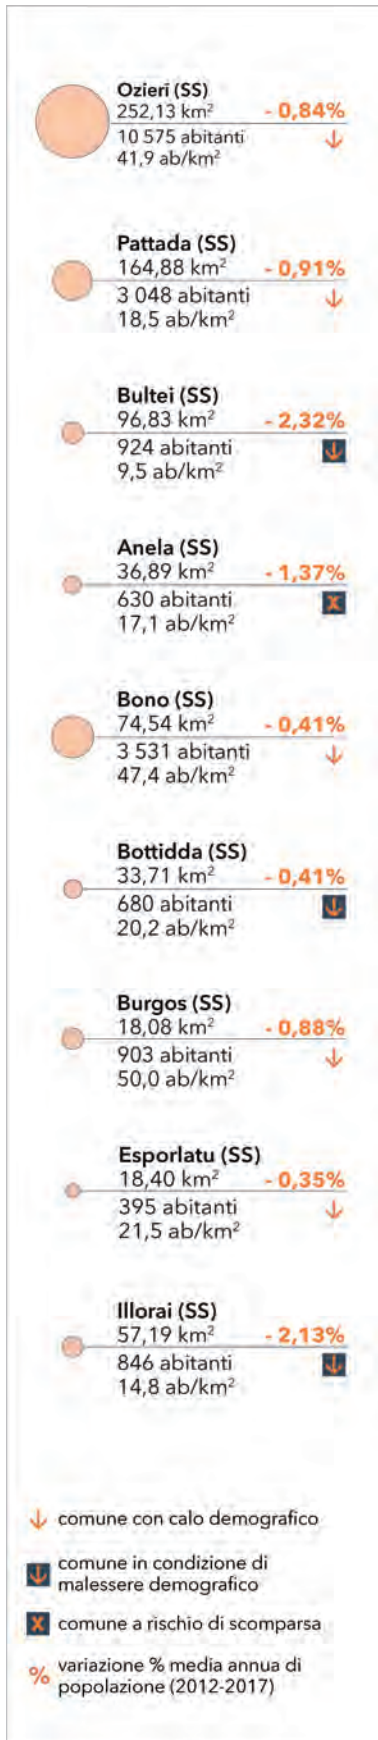 Ozieri (SS)
252,13 km²
- 0,84%
10 575 abitanti
41,9 ab/km²
Pattada (SS)
164,88 km²
- 0,91%
3 048 abitanti
18,5 ab/km²
Bultei (SS)
96,83 km²
- 2,32%
924 abitanti
9,5 ab/km²
Anela (SS)
36,89 km²
- 1,37%
630 abitanti
17,1 ab/km²
Bono (SS)
74,54 km²
- 0,41%
3 531 abitanti
47,4 ab/km²
Bottidda (SS)
33,71 km²
- 0,41%
680 abitanti
20,2 ab/km²
Burgos (SS)
18,08 km²
- 0,88%
903 abitanti
50,0 ab/km²
Esporlatu (SS)
18,40 km²
- 0,35%
395 abitanti
21,5 ab/km²
Illorai (SS)
57,19 km²
- 2,13%
846 abitanti
14,8 ab/km²
comune con calo demografico
comune in condizione di
malessere demografico
comune a rischio di scomparsa
% variazione % media annua di
popolazione (2012-2017)